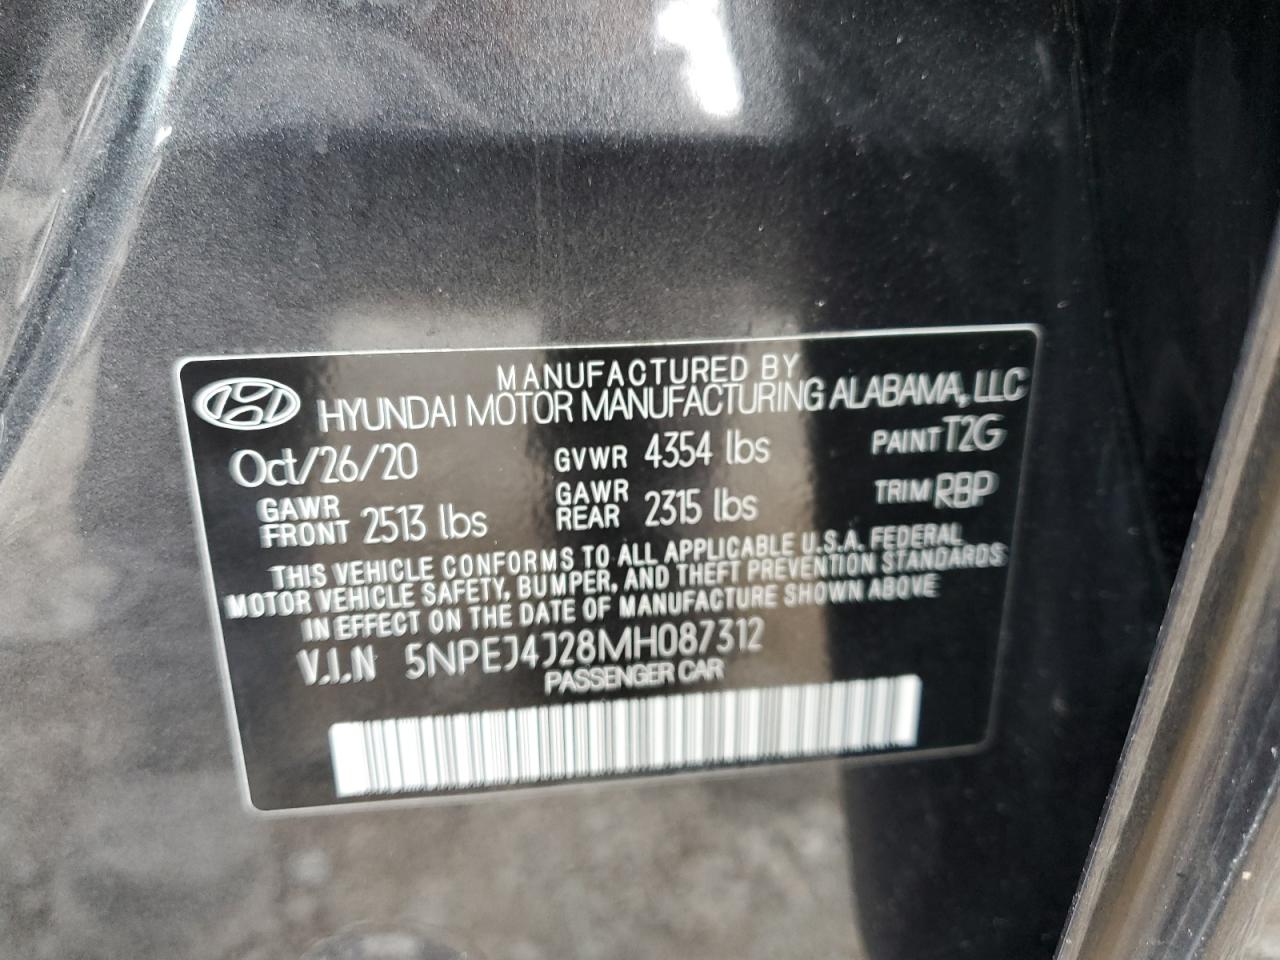 MANUFACTURED BY
HYUNDAI MOTOR MANUFACTURING ALABAMA, LLC
Oct/26/20 GVWR 4354 lbs PAINT T2G
GAWR FRONT 2513 lbs GAWR REAR 2315 lbs TRIM RBP
THIS VEHICLE CONFORMS TO ALL APPLICABLE U.S.A. FEDERAL
MOTOR VEHICLE SAFETY, BUMPER, AND THEFT PREVENTION STANDARDS
IN EFFECT ON THE DATE OF MANUFACTURE SHOWN ABOVE
V.I.N 5NPEJ4J28MH087312
PASSENGER CAR